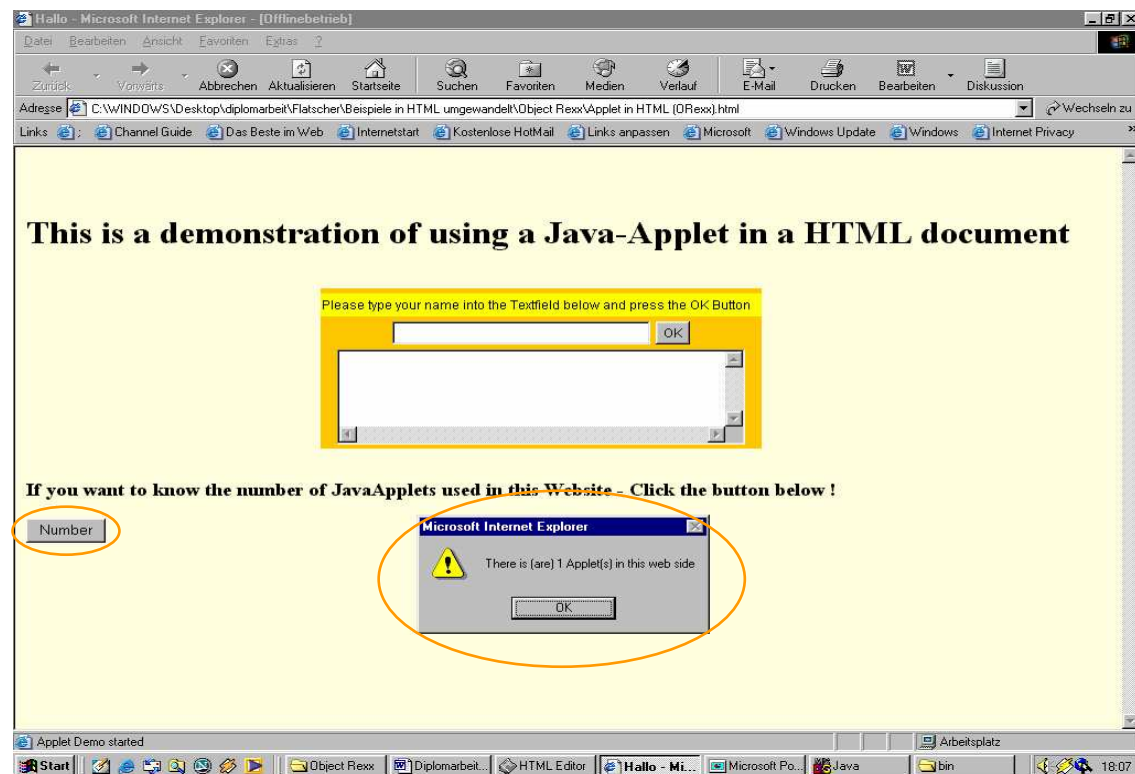 Hallo - Microsoft Internet Explorer - [Offlinebetrieb]
Datei Bearbeiten Ansicht Favoriten Extras ?
Zurück Vorwärts Abbrechen Aktualisieren Startseite Suchen Favoriten Medien Verlauf E-Mail Drucken Bearbeiten Diskussion
Adresse C:\WINDOWS\Desktop\diplomarbeit\Flatscher\Beispiele in HTML umgewandelt\Object Rexx\Applet in HTML (ORexx).html Wechseln zu
Links ; Channel Guide Das Beste im Web Internetstart Kostenlose HotMail Links anpassen Microsoft Windows Update Windows Internet Privacy »
This is a demonstration of using a Java-Applet in a HTML document
Please type your name into the Textfield below and press the OK Button
OK
If you want to know the number of JavaApplets used in this Website - Click the button below !
Number
Microsoft Internet Explorer
There is (are) 1 Applet(s) in this web side
OK
Applet Demo started Arbeitsplatz
Start Object Rexx Diplomarbeit... HTML Editor Hallo - Mi... Microsoft Po... Java bin 18:07